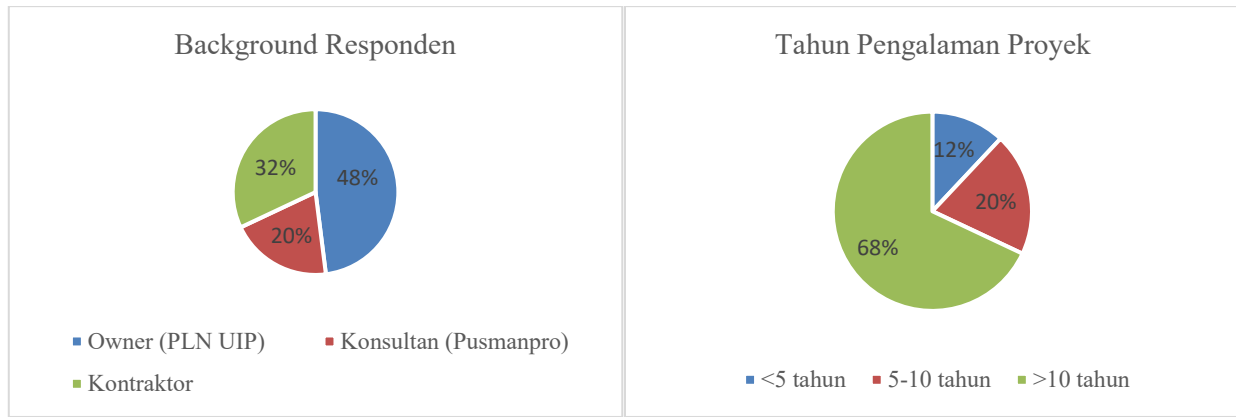 Background Responden
32%
48%
20%
Owner (PLN UIP)
Konsultan (Pusmanpro)
Kontraktor
Tahun Pengalaman Proyek
12%
20%
68%
<5 tahun
5-10 tahun
>10 tahun